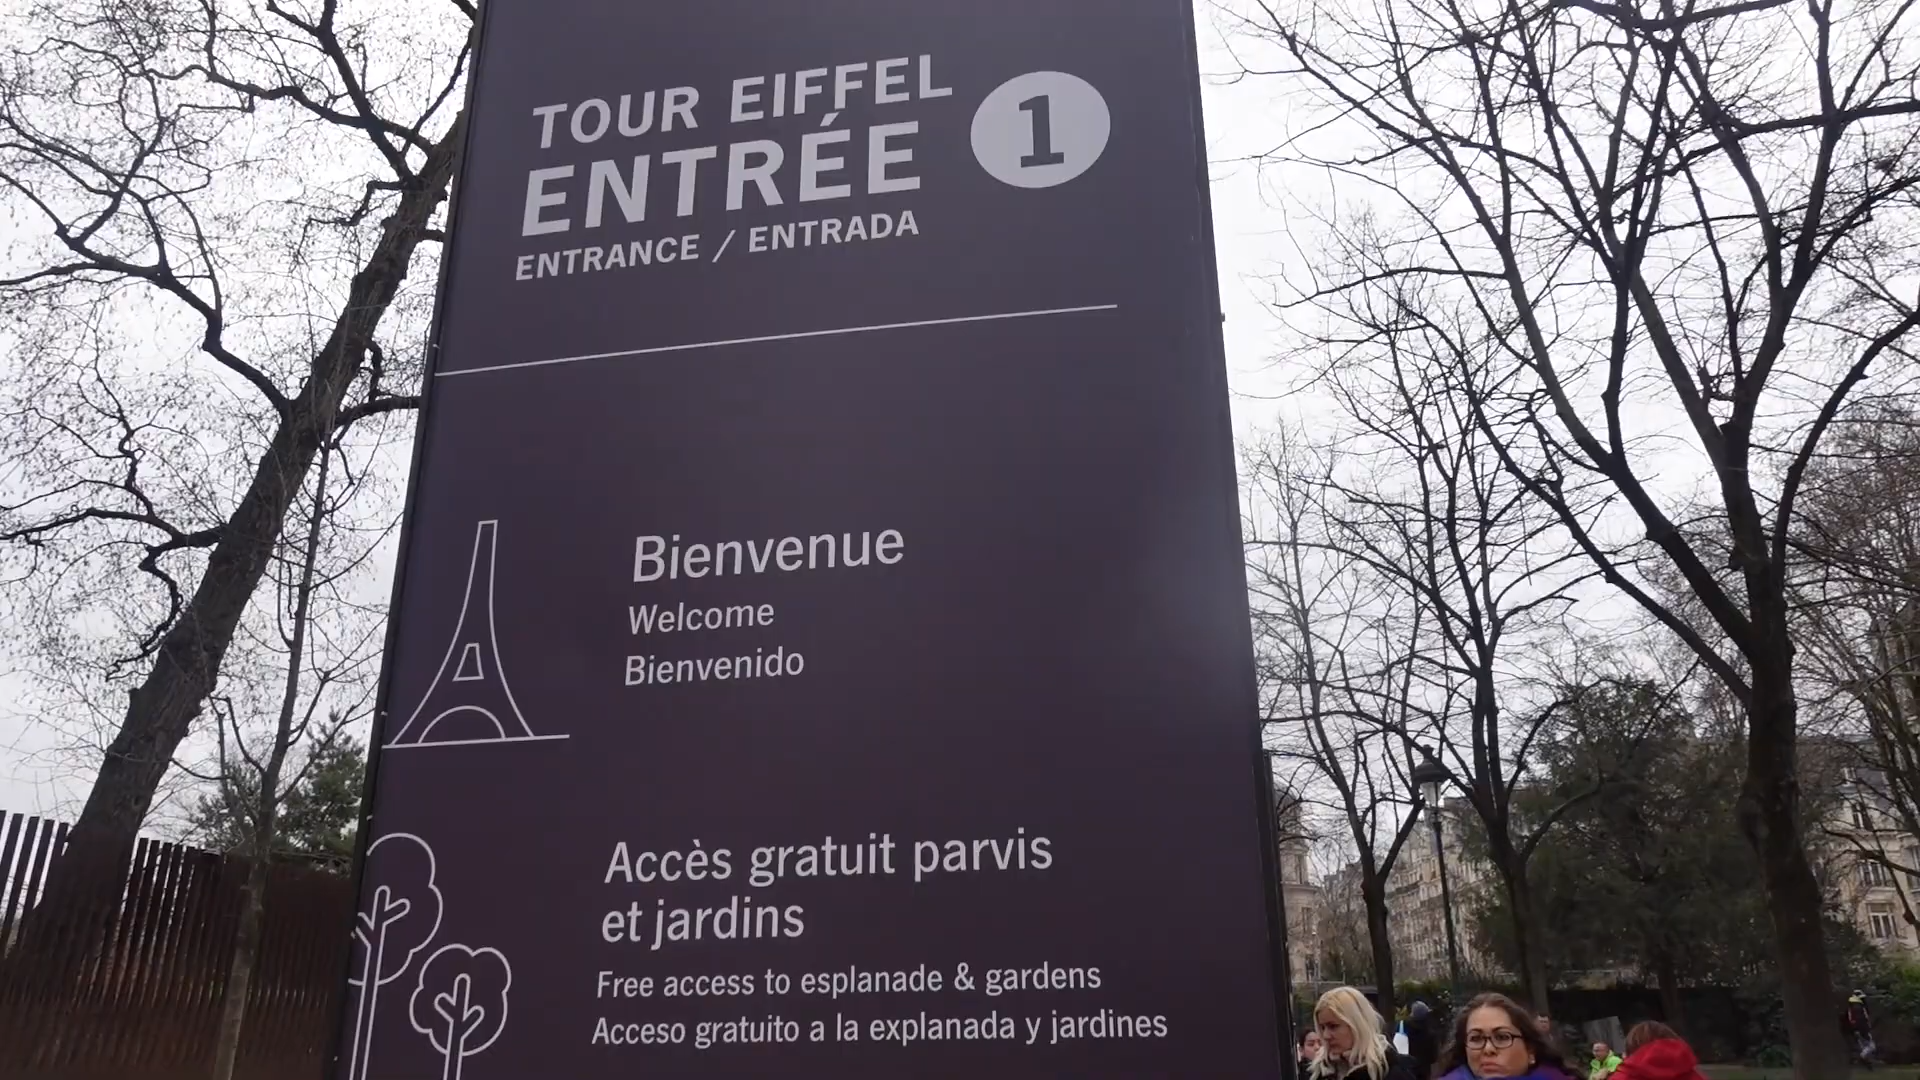 TOUR EIFFEL
ENTRÉE
1
ENTRANCE / ENTRADA
Bienvenue
Welcome
Bienvenido
Accès gratuit parvis
et jardins
Free access to esplanade & gardens
Acceso gratuito a la explanada y jardines